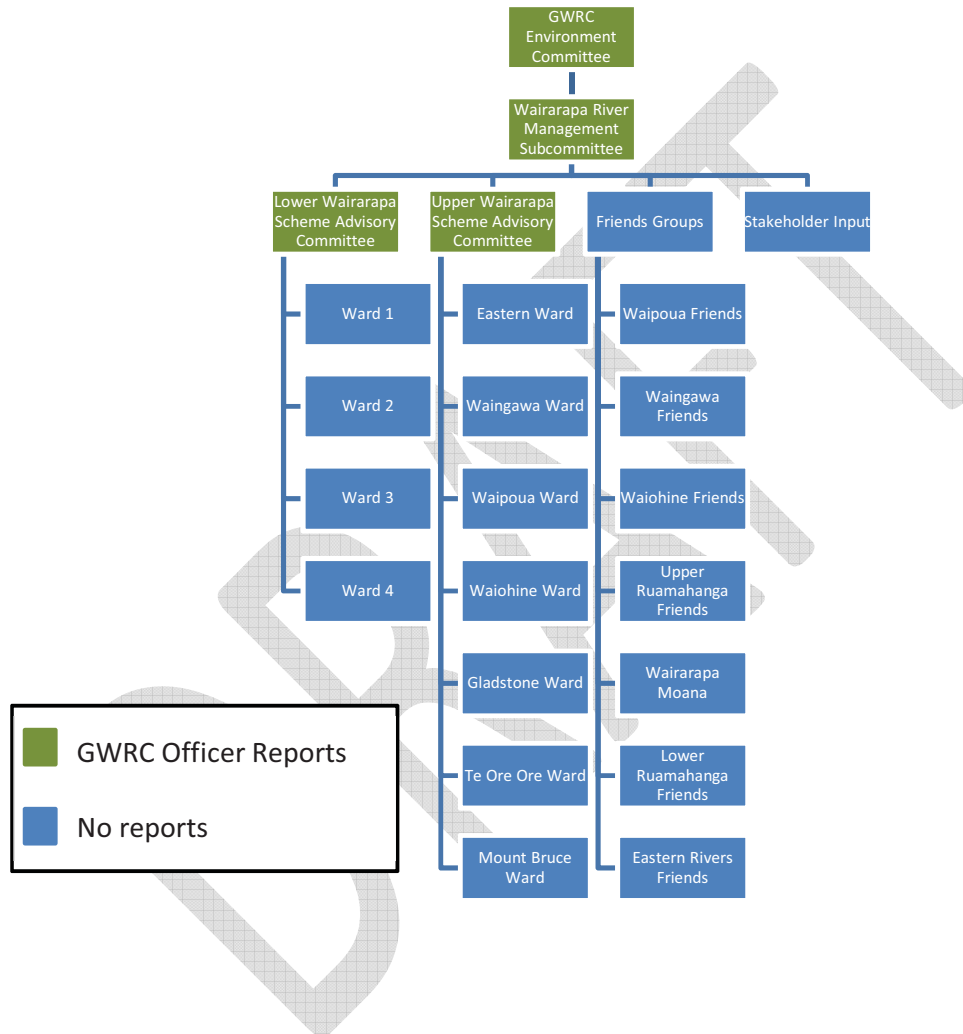 GWRC
Environment
Committee
Wairarapa River
Management
Subcommittee
Lower Wairarapa
Scheme Advisory
Committee
Upper Wairarapa
Scheme Advisory
Committee
Friends Groups
Stakeholder Input
Ward 1
Eastern Ward
Waipoua Friends
Ward 2
Waingawa Ward
Waingawa
Friends
Ward 3
Waipoua Ward
Waiohine Friends
Ward 4
Waiohine Ward
Upper
Ruamahanga
Friends
Gladstone Ward
Wairarapa
Moana
Te Ore Ore Ward
Lower
Ruamahanga
Friends
Mount Bruce
Ward
Eastern Rivers
Friends
GWRC Officer Reports
No reports
DRAFT